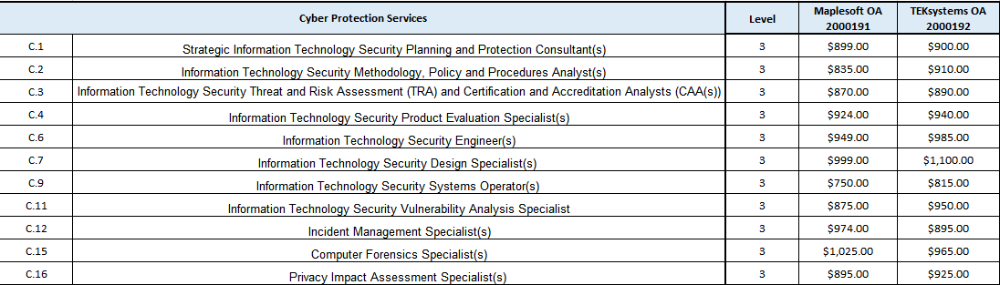 Cyber Protection Services Level Maplesoft OA 2000191 TEKsystems OA 2000192
C.1 Strategic Information Technology Security Planning and Protection Consultant(s) 3 $899.00 $900.00
C.2 Information Technology Security Methodology, Policy and Procedures Analyst(s) 3 $835.00 $910.00
C.3 Information Technology Security Threat and Risk Assessment (TRA) and Certification and Accreditation Analysts (CAA(s)) 3 $870.00 $890.00
C.4 Information Technology Security Product Evaluation Specialist(s) 3 $924.00 $940.00
C.6 Information Technology Security Engineer(s) 3 $949.00 $985.00
C.7 Information Technology Security Design Specialist(s) 3 $999.00 $1,100.00
C.9 Information Technology Security Systems Operator(s) 3 $750.00 $815.00
C.11 Information Technology Security Vulnerability Analysis Specialist 3 $875.00 $950.00
C.12 Incident Management Specialist(s) 3 $974.00 $895.00
C.15 Computer Forensics Specialist(s) 3 $1,025.00 $965.00
C.16 Privacy Impact Assessment Specialist(s) 3 $895.00 $925.00